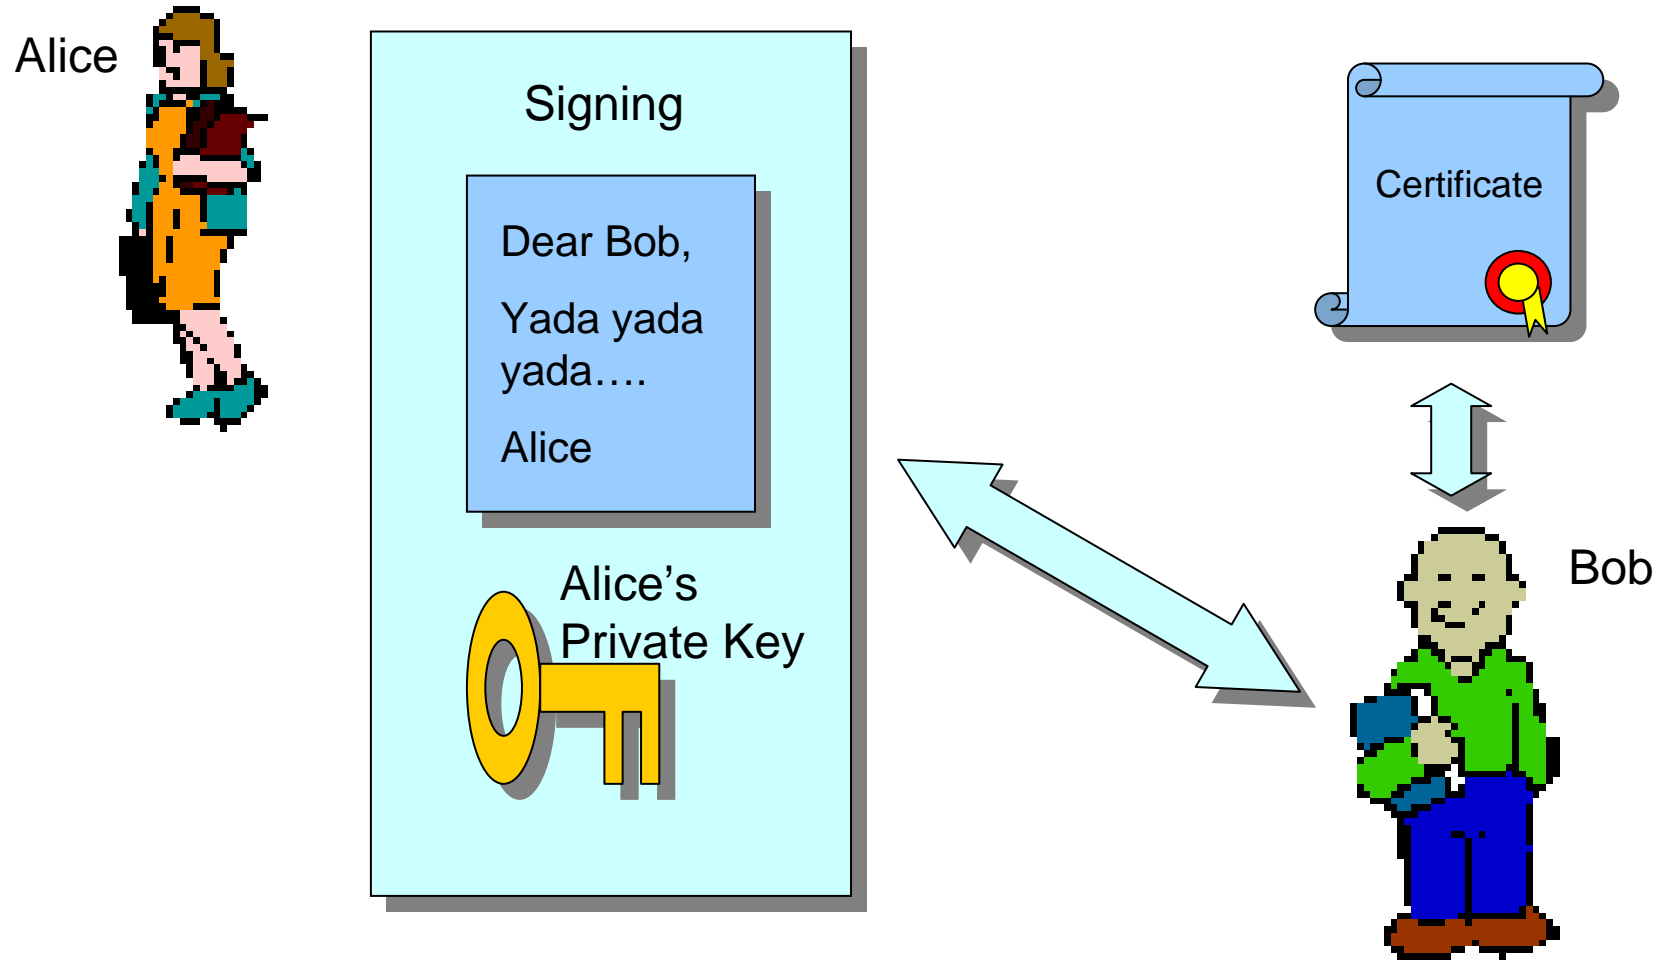 Alice
Signing
Dear Bob,
Yada yada
yada….
Alice
Alice’s
Private Key
Certificate
Bob